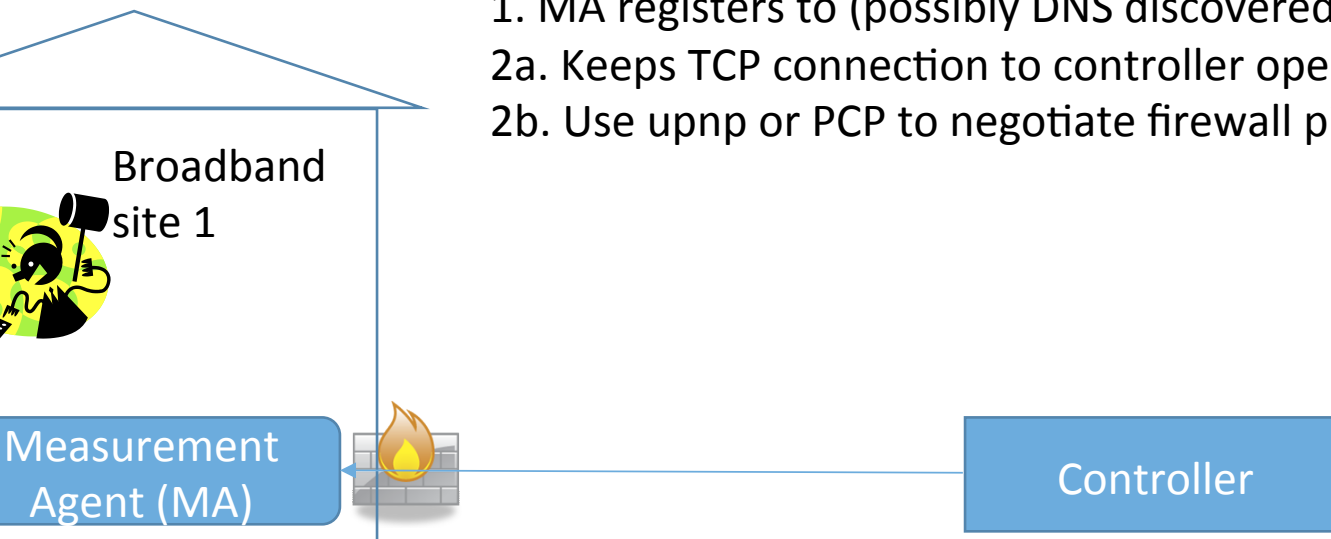 1. MA registers to (possibly DNS discovered
2a. Keeps TCP connection to controller ope
2b. Use upnp or PCP to negotiate firewall p
Broadband
site 1
Measurement
Agent (MA)
Controller